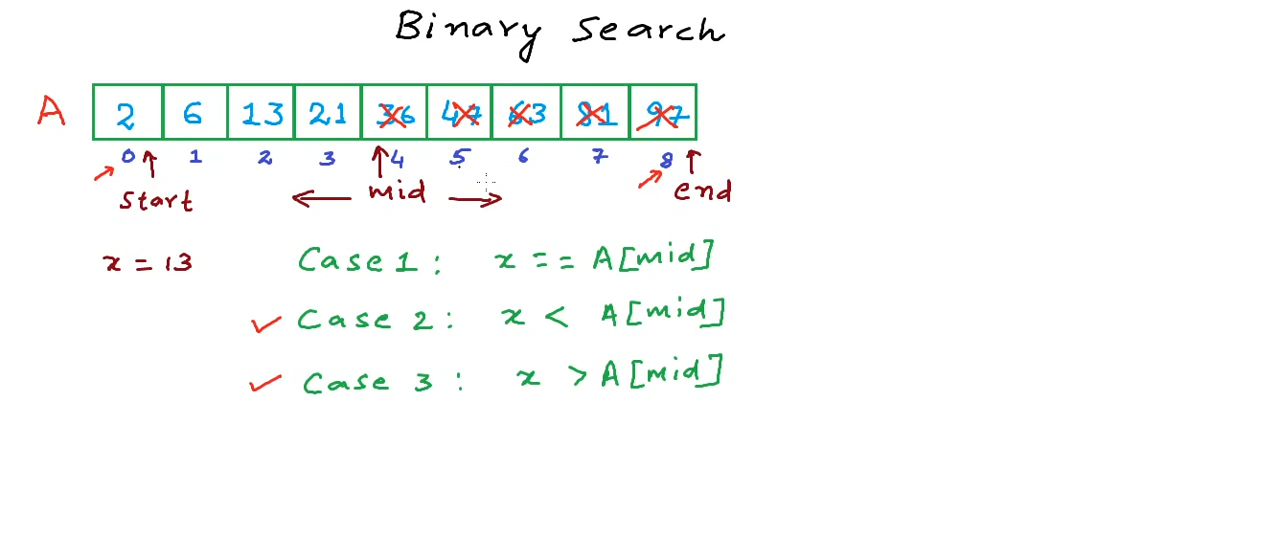 Binary Search
A 2 6 13 21 36 47 63 81 97
0 1 2 3 4 5 6 7 8
start mid end
x = 13
Case 1 : x == A[mid]
Case 2 : x < A[mid]
Case 3 : x > A[mid]